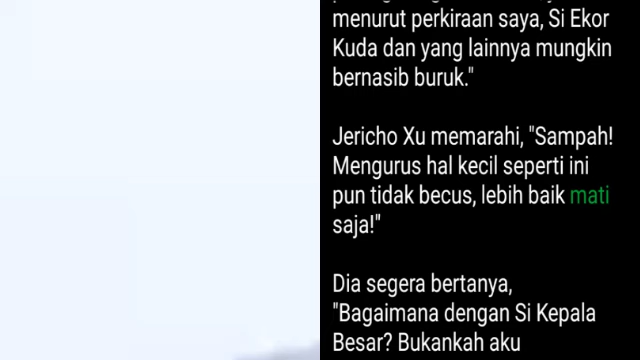 menurut perkiraan saya, Si Ekor
Kuda dan yang lainnya mungkin
bernasib buruk."
Jericho Xu memarahi, "Sampah!
Mengurus hal kecil seperti ini
pun tidak becus, lebih baik mati
saja!"
Dia segera bertanya,
"Bagaimana dengan Si Kepala
Besar? Bukankah aku